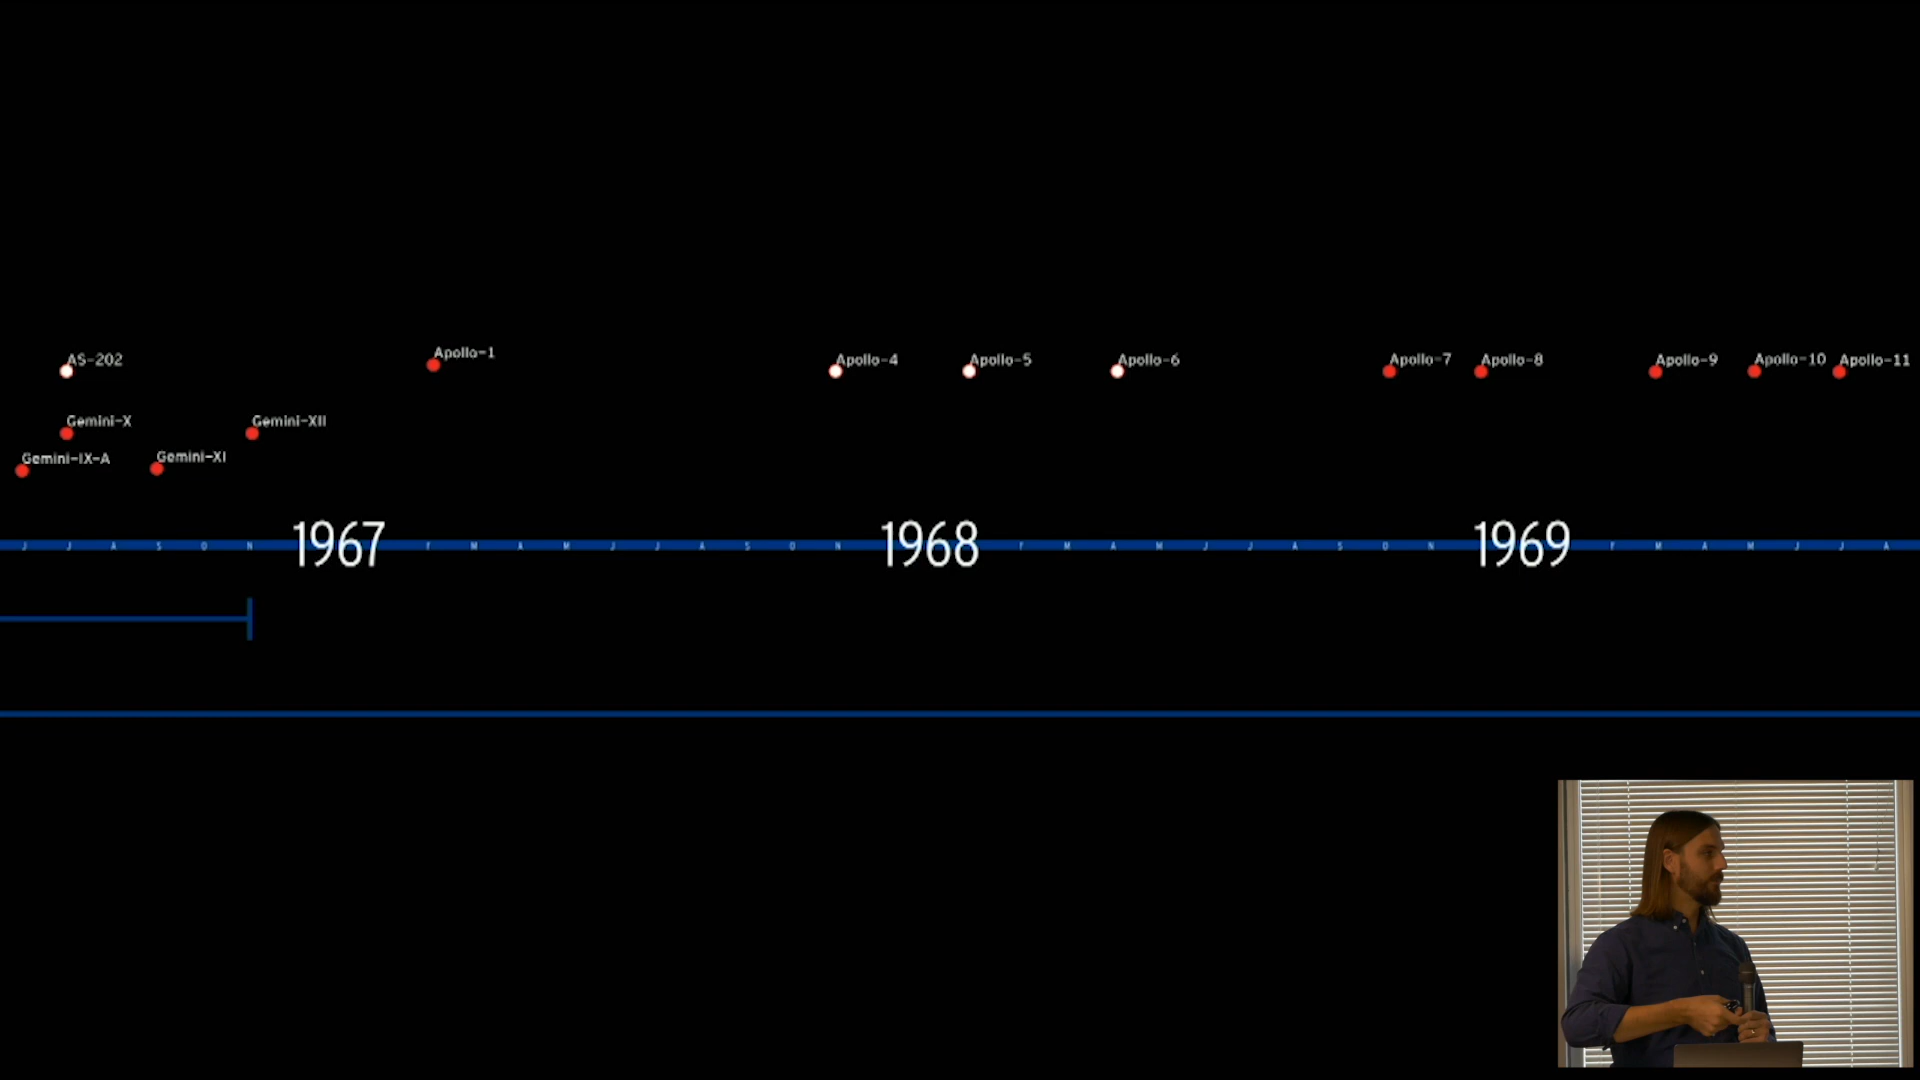 AS-202
Apollo-1
Apollo-4
Apollo-5
Apollo-6
Apollo-7
Apollo-8
Apollo-9
Apollo-10
Apollo-11
Gemini-X
Gemini-XII
Gemini-IX-A
Gemini-XI
J J A S O N 1967 F M A M J J A S O N 1968 F M A M J J A S O N 1969 F M A M J J A